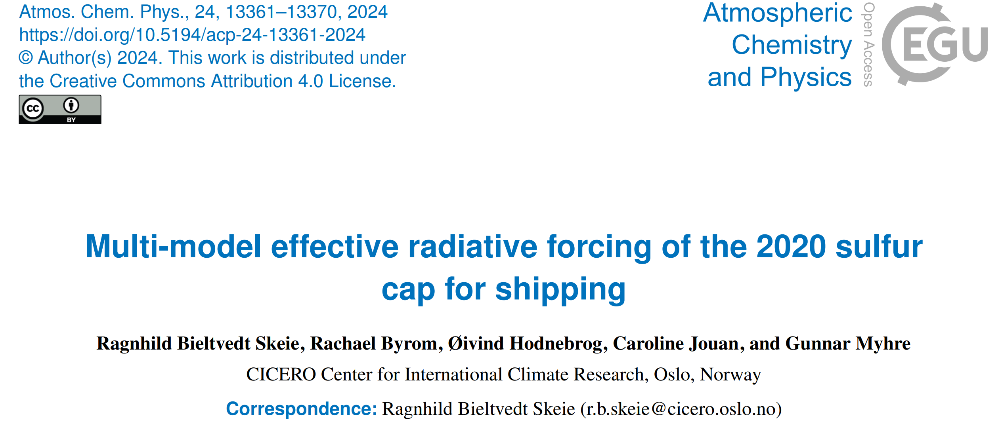 Atmos. Chem. Phys., 24, 13361–13370, 2024
https://doi.org/10.5194/acp-24-13361-2024
© Author(s) 2024. This work is distributed under
the Creative Commons Attribution 4.0 License.
cc
BY
Atmospheric
Chemistry
and Physics
Open Access
EGU
Multi-model effective radiative forcing of the 2020 sulfur
cap for shipping
Ragnhild Bieltvedt Skeie, Rachael Byrom, Øivind Hodnebrog, Caroline Jouan, and Gunnar Myhre
CICERO Center for International Climate Research, Oslo, Norway
Correspondence: Ragnhild Bieltvedt Skeie (r.b.skeie@cicero.oslo.no)